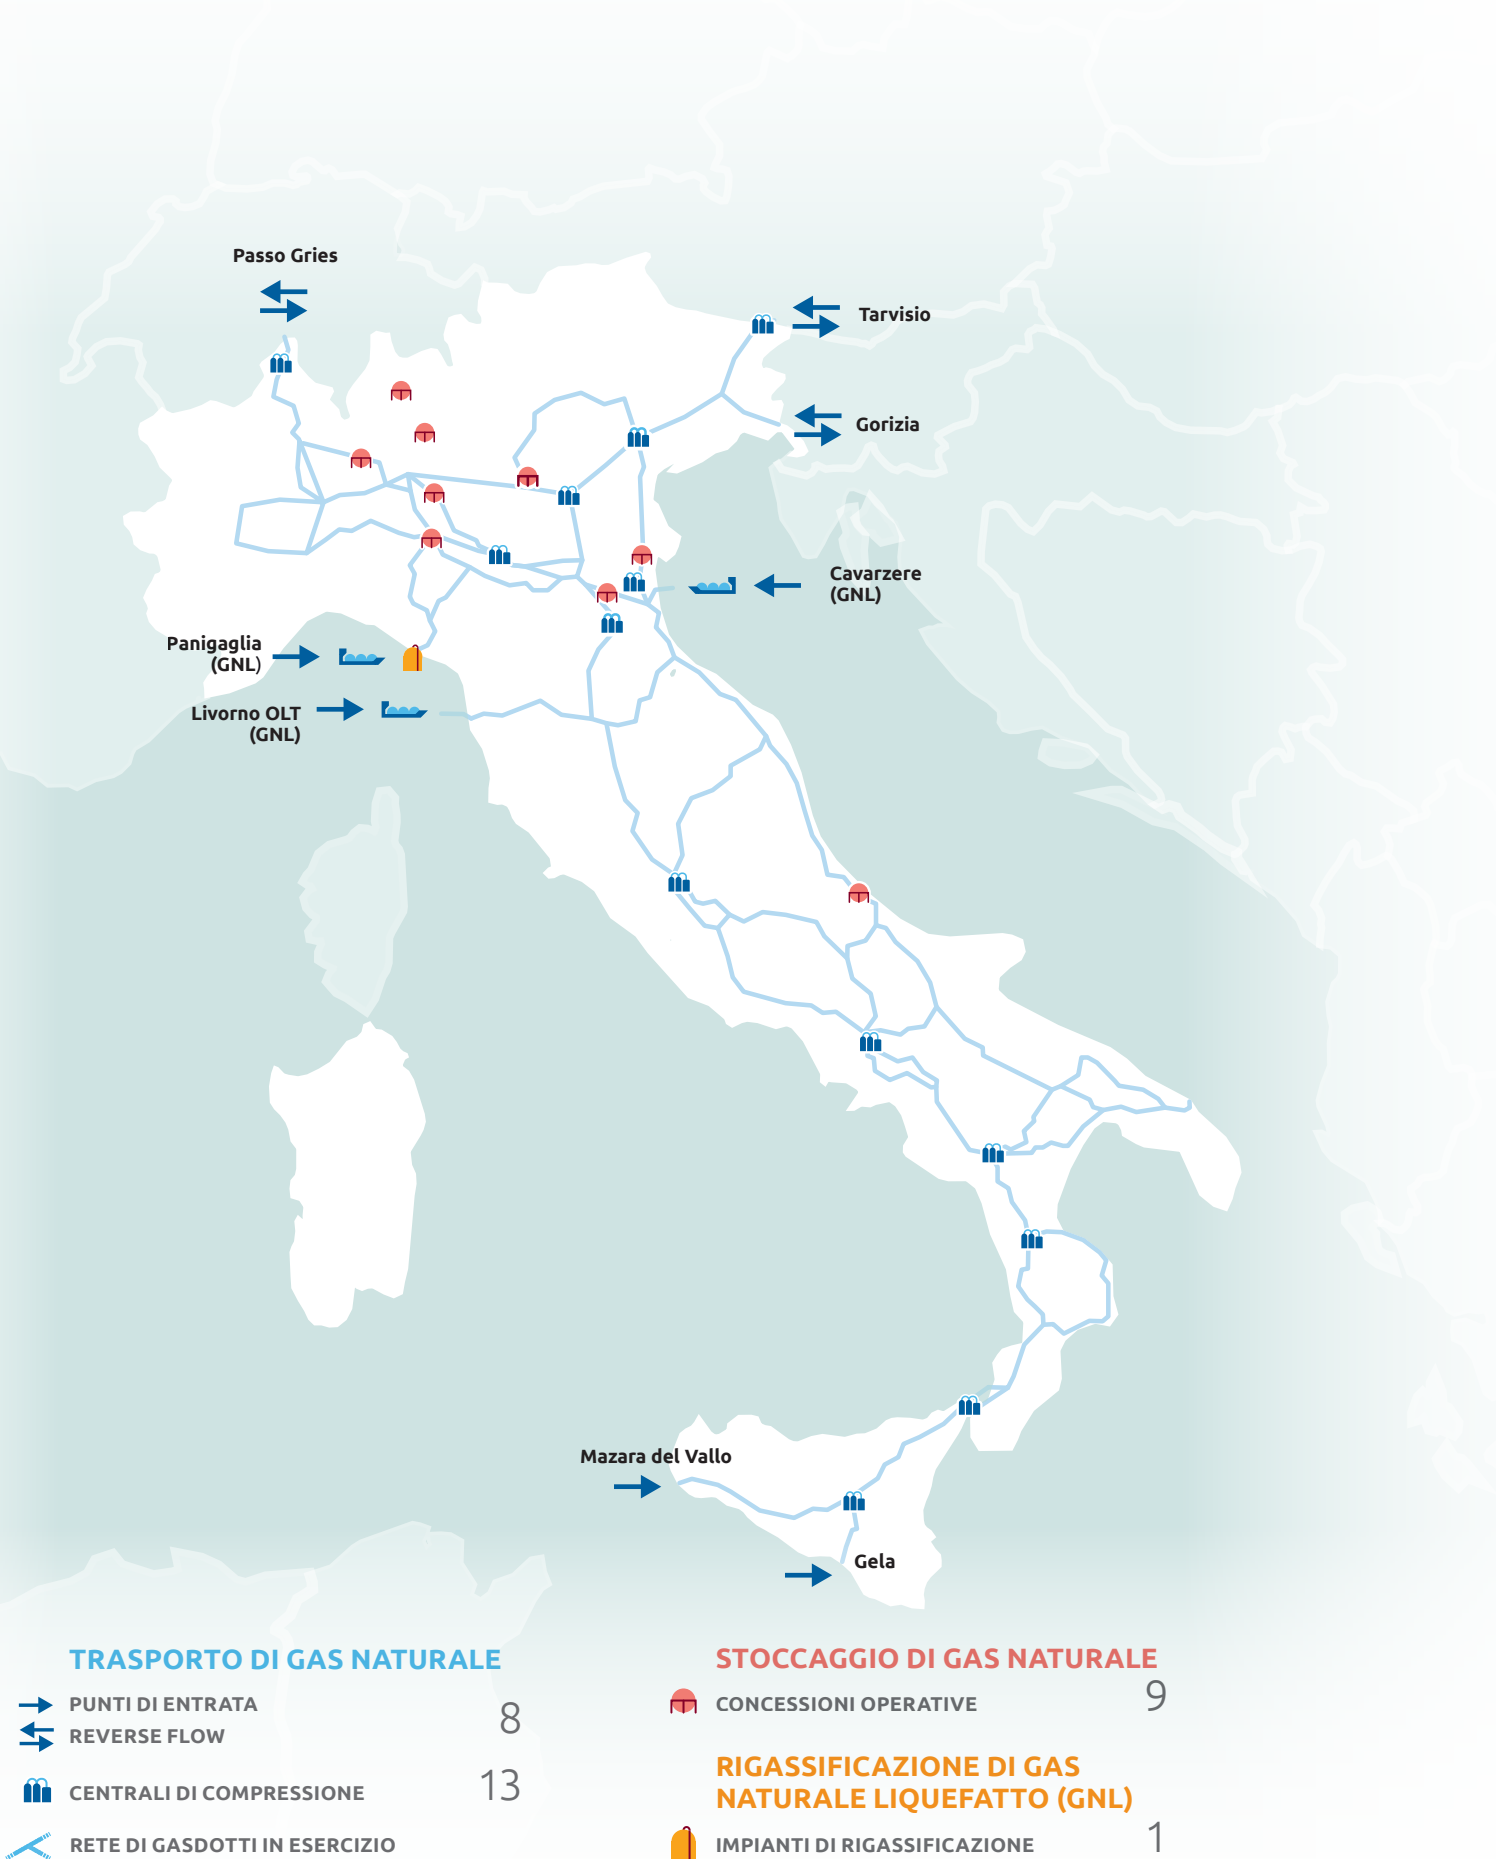 Passo Gries
Tarvisio
Gorizia
Cavarzere
(GNL)
Panigaglia
(GNL)
Livorno OLT
(GNL)
Mazara del Vallo
Gela
TRASPORTO DI GAS NATURALE
PUNTI DI ENTRATA
REVERSE FLOW
8
CENTRALI DI COMPRESSIONE
13
RETE DI GASDOTTI IN ESERCIZIO
STOCCAGGIO DI GAS NATURALE
CONCESSIONI OPERATIVE
9
RIGASSIFICAZIONE DI GAS
NATURALE LIQUEFATTO (GNL)
IMPIANTI DI RIGASSIFICAZIONE
1